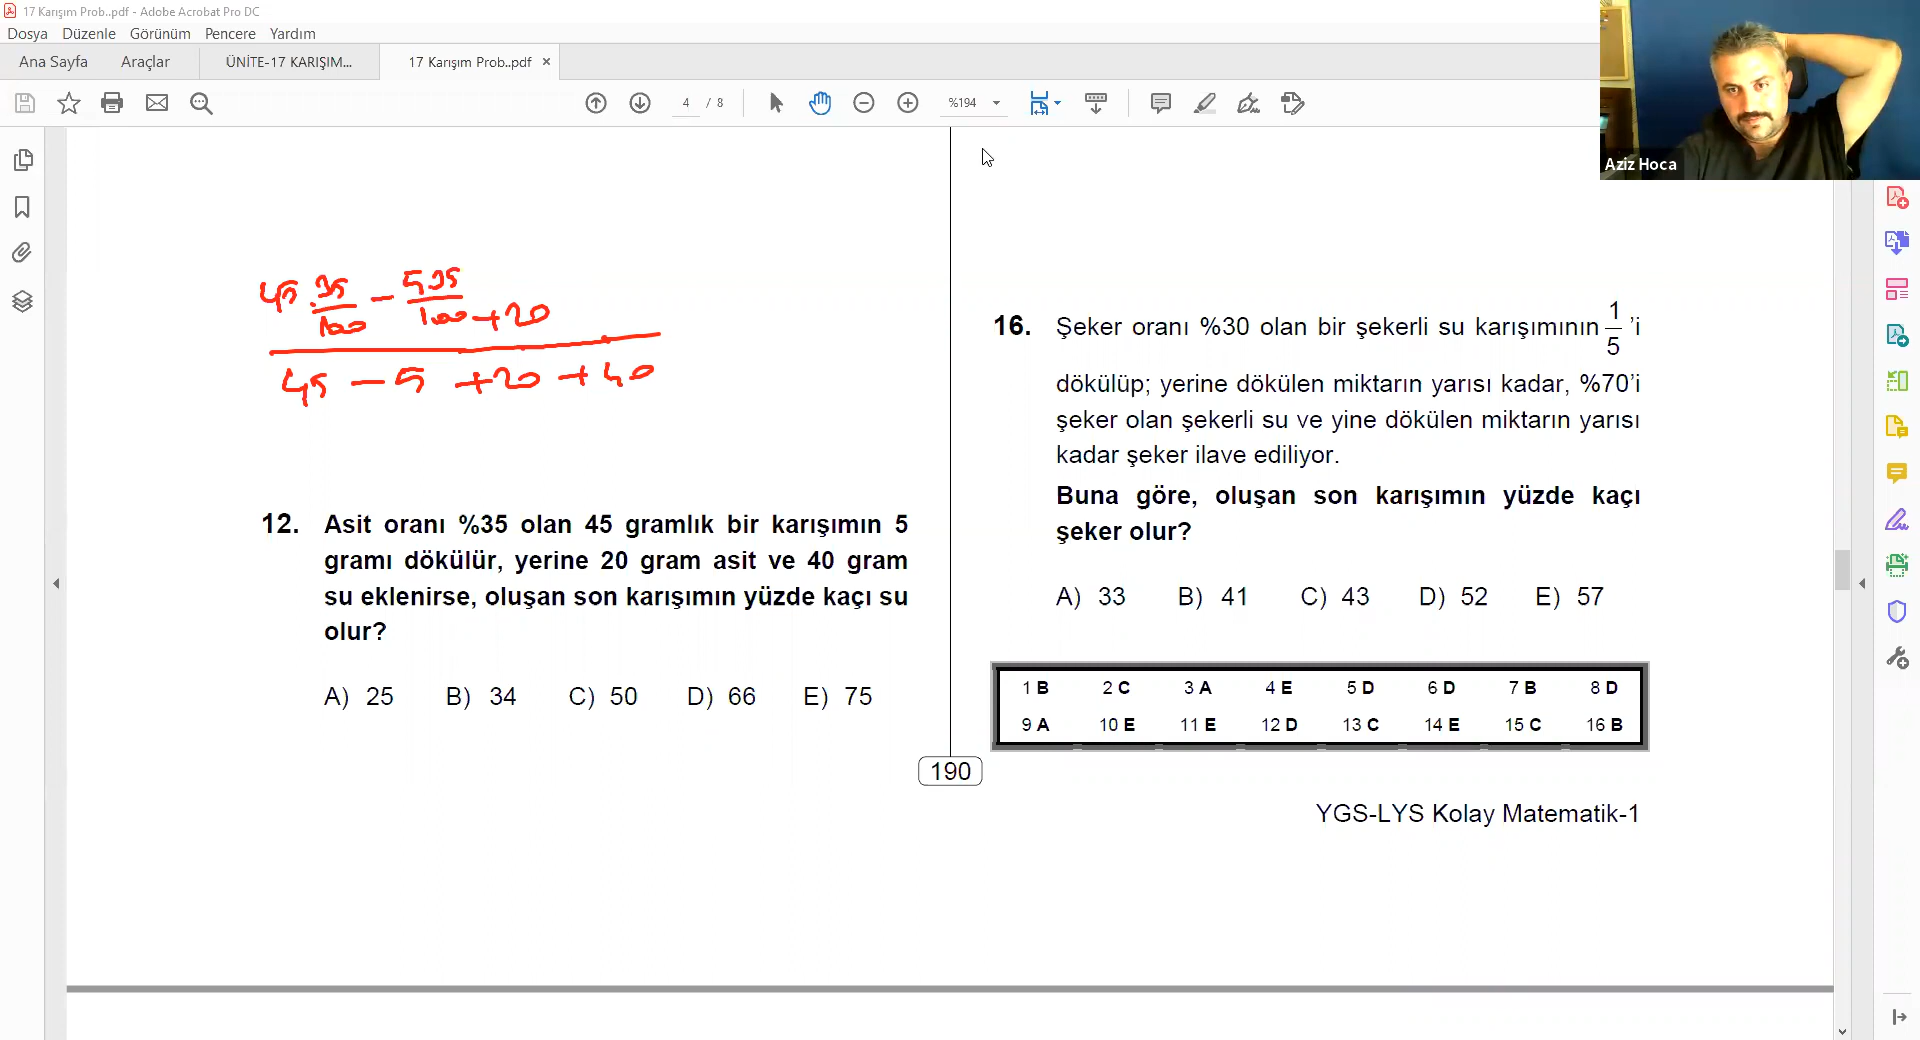 17 Karışım Prob..pdf - Adobe Acrobat Pro DC
Dosya Düzenle Görünüm Pencere Yardım
Ana Sayfa Araçlar ÜNİTE-17 KARIŞIM... 17 Karışım Prob..pdf ×
4 / 8 %194
Aziz Hoca
45 . 35/100 - 5 35/100 + 20
45 - 5 + 20 + 40
12. Asit oranı %35 olan 45 gramlık bir karışımın 5
gramı dökülür, yerine 20 gram asit ve 40 gram
su eklenirse, oluşan son karışımın yüzde kaçı su
olur?
A) 25 B) 34 C) 50 D) 66 E) 75
16. Şeker oranı %30 olan bir şekerli su karışımının 1/5 'i
dökülüp; yerine dökülen miktarın yarısı kadar, %70'i
şeker olan şekerli su ve yine dökülen miktarın yarısı
kadar şeker ilave ediliyor.
Buna göre, oluşan son karışımın yüzde kaçı
şeker olur?
A) 33 B) 41 C) 43 D) 52 E) 57
1 B 2 C 3 A 4 E 5 D 6 D 7 B 8 D
9 A 10 E 11 E 12 D 13 C 14 E 15 C 16 B
190
YGS-LYS Kolay Matematik-1